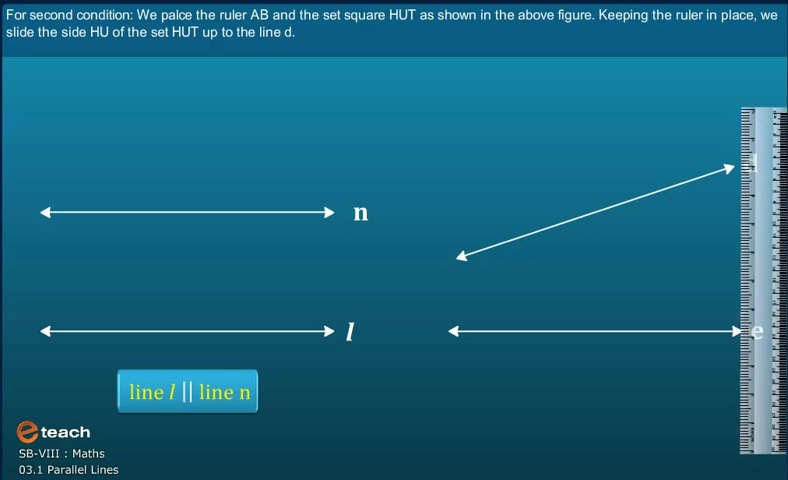 For second condition: We palce the ruler AB and the set square HUT as shown in the above figure. Keeping the ruler in place, we
slide the side HU of the set HUT up to the line d.
n
l
e
line l || line n
eteach
SB-VIII : Maths
03.1 Parallel Lines